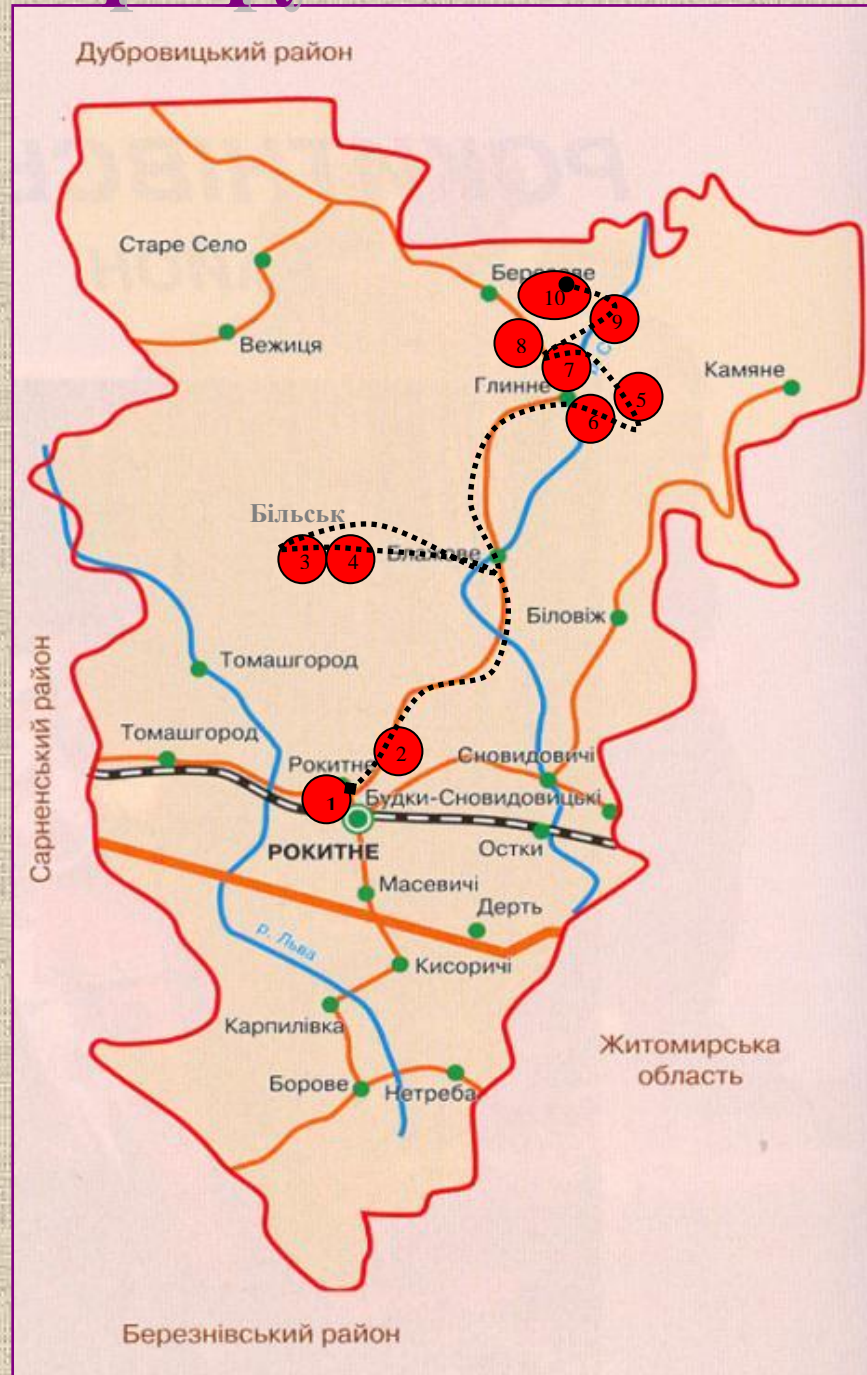 Дубровицький район
Старе Село
Вежиця
Березове
10
9
8
7
Глинне
5
6
Камяне
Більськ
3
4
Блажове
Біловіж
Томашгород
Сарненський район
Томашгород
2
Рокитне
Сновидовичі
1
Будки-Сновидовицькі
РОКИТНЕ
Остки
Масевичі
Дерть
р. Льва
Кисоричі
Карпилівка
Житомирська
область
Борове
Нетреба
Березнівський район